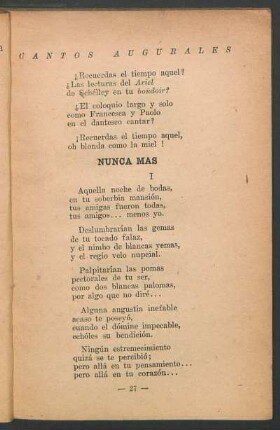 CANTOS AUGURALES
¿Recuerdas el tiempo aquel?
¿Las lecturas del Ariel
de Schélley en tu boudoir?
¿El coloquio largo y solo
como Francesca y Paolo
en el dantesco cantar?
¡Recuerdas el tiempo aquel,
oh blanda como la miel!
NUNCA MAS
I
Aquella noche de bodas,
en tu soberbia mansión,
tus amigas fueron todas,
tus amigos... menos yo.
Deslumbrarían las gemas
de tu tocado falaz,
y el nimbo de blancas yemas,
y el regio velo nupcial.
Palpitarían las pomas
pectorales de tu ser,
como dos blancas palomas,
por algo que no diré...
Alguna angustia inefable
acaso te poseyó,
cuando el dómine impecable,
echóles su bendición.
Ningún estremecimiento
quizá se te percibió;
pero allá en tu pensamiento...
pero allá en tu corazón...
— 27 —